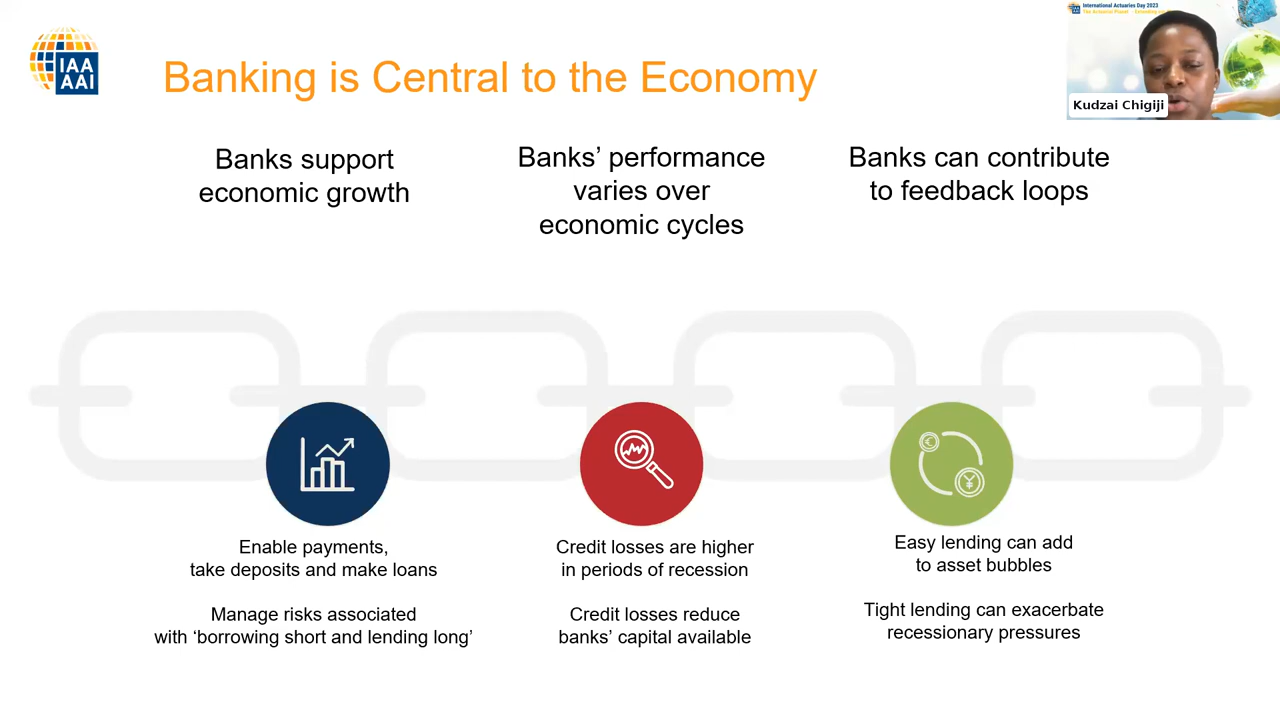 IAA
AAI
Banking is Central to the Economy
International Actuaries Day 2023
Kudzai Chigiji
Banks support
economic growth
Banks’ performance
varies over
economic cycles
Banks can contribute
to feedback loops
Enable payments,
take deposits and make loans
Manage risks associated
with ‘borrowing short and lending long’
Credit losses are higher
in periods of recession
Credit losses reduce
banks’ capital available
Easy lending can add
to asset bubbles
Tight lending can exacerbate
recessionary pressures